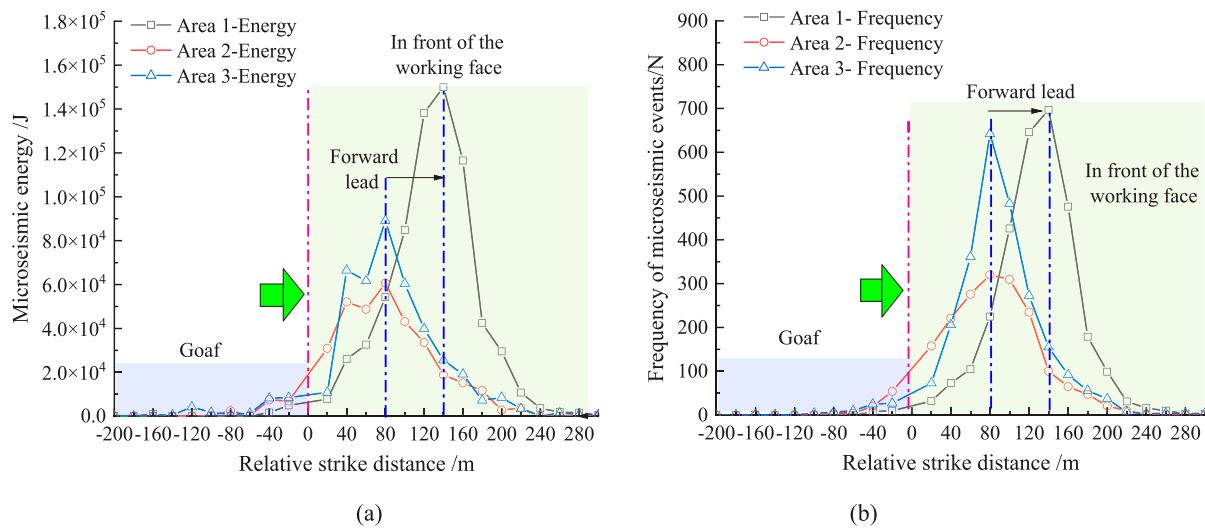 (a)
Area 1-Energy
Area 2-Energy
Area 3-Energy
In front of the
working face
Forward
lead
Goaf
Microseismic energy /J
1.8×10⁵
1.6×10⁵
1.4×10⁵
1.2×10⁵
1.0×10⁵
8.0×10⁴
6.0×10⁴
4.0×10⁴
2.0×10⁴
0.0
-200 -160 -120 -80 -40 0 40 80 120 160 200 240 280
Relative strike distance /m
(a)
(b)
Area 1- Frequency
Area 2- Frequency
Area 3- Frequency
Forward lead
In front of the
working face
Goaf
Frequency of microseismic events/N
900
800
700
600
500
400
300
200
100
0
-200 -160 -120 -80 -40 0 40 80 120 160 200 240 280
Relative strike distance /m
(b)